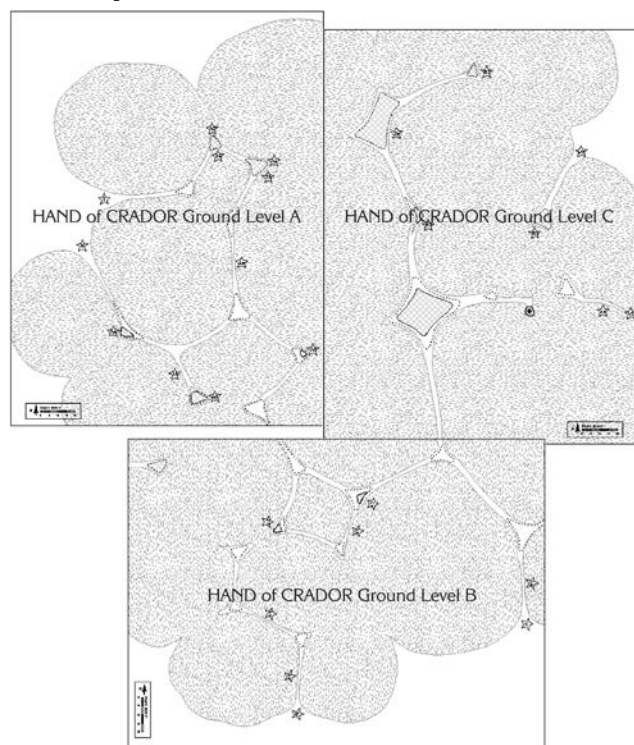 HAND of CRADOR Ground Level A
HAND of CRADOR Ground Level C
HAND of CRADOR Ground Level B